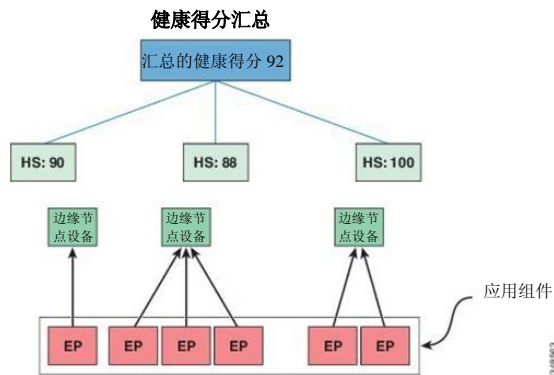 健康得分汇总
汇总的健康得分 92
HS: 90
HS: 88
HS: 100
边缘节
点设备
边缘节
点设备
边缘节
点设备
应用组件
EP
EP
EP
EP
EP
EP